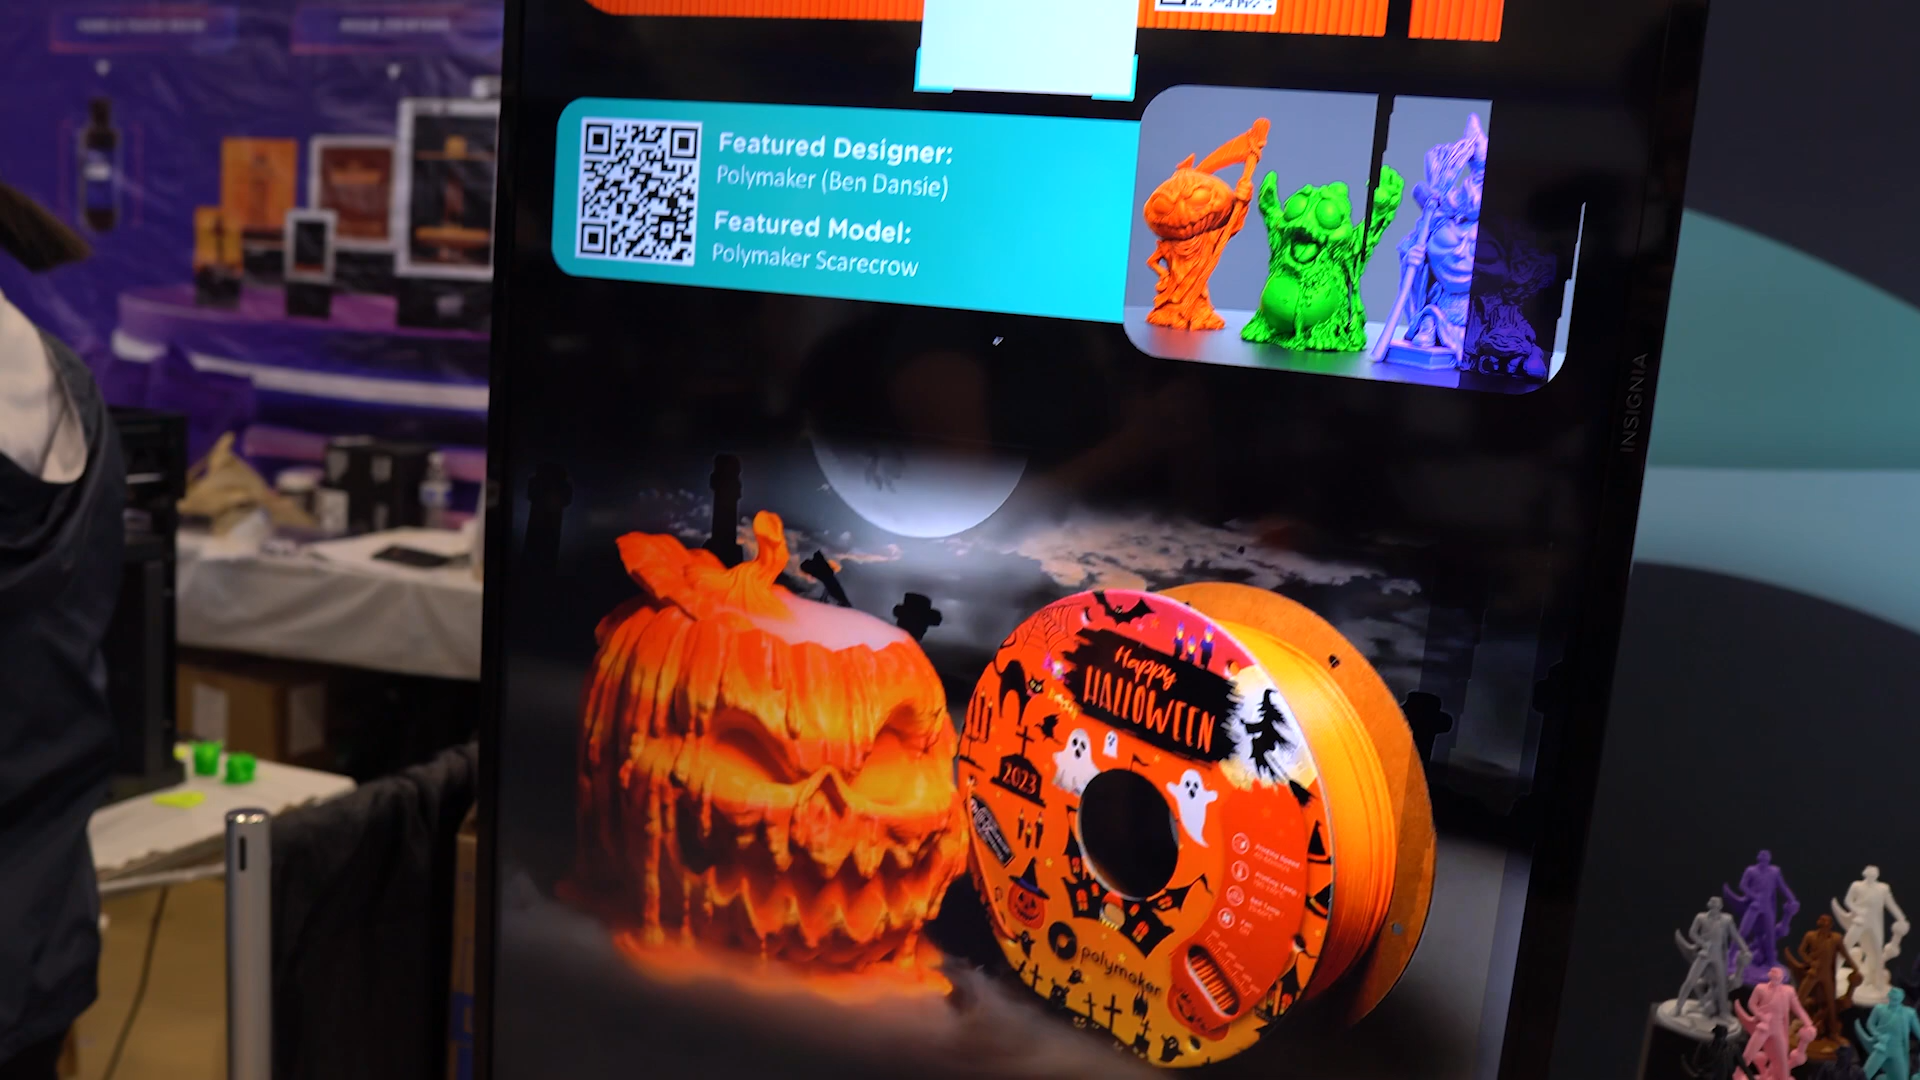 Featured Designer:
Polymaker (Ben Dansie)
Featured Model:
Polymaker Scarecrow
INSIGNIA
Happy
HALLOWEEN
2023
polymaker